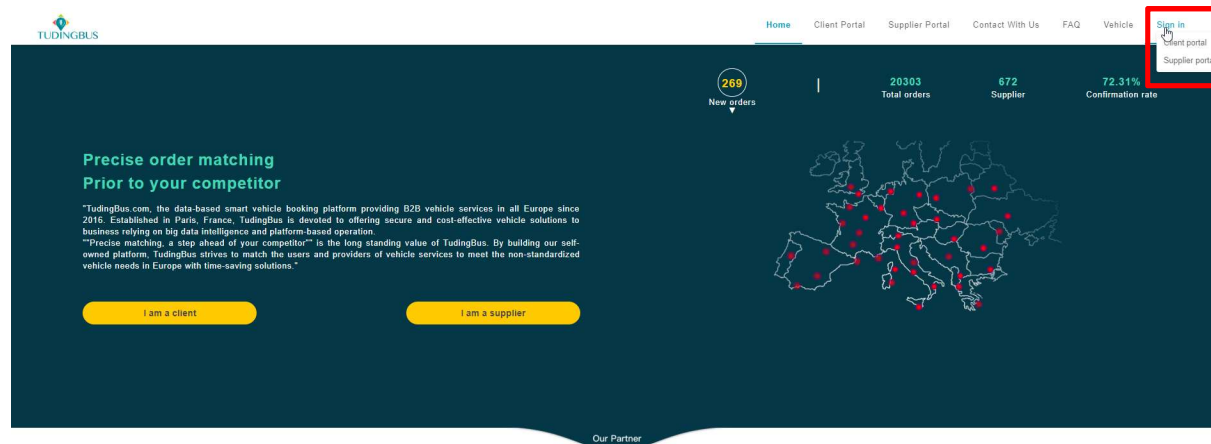 TUDINGBUS
Home Client Portal Supplier Portal Contact With Us FAQ Vehicle Sign in
Client portal
Supplier porta
269
New orders
20303
Total orders
672
Supplier
72.31%
Confirmation rate
Precise order matching
Prior to your competitor
"TudingBus.com, the data-based smart vehicle booking platform providing B2B vehicle services in all Europe since
2016. Established in Paris, France, TudingBus is devoted to offering secure and cost-effective vehicle solutions to
business relying on big data intelligence and platform-based operation.
""Precise matching, a step ahead of your competitor"" is the long standing value of TudingBus. By building our self-
owned platform, TudingBus strives to match the users and providers of vehicle services to meet the non-standardized
vehicle needs in Europe with time-saving solutions."
I am a client
I am a supplier
Our Partner